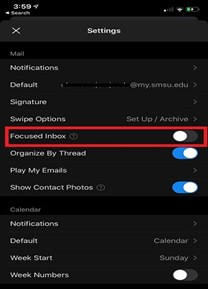 3:59
Search
Settings
Mail
Notifications
Default @my.smsu.edu
Signature
Swipe Options Set Up / Archive
Focused Inbox
Organize By Thread
Play My Emails
Show Contact Photos
Calendar
Notifications
Default Calendar
Week Start Sunday
Week Numbers